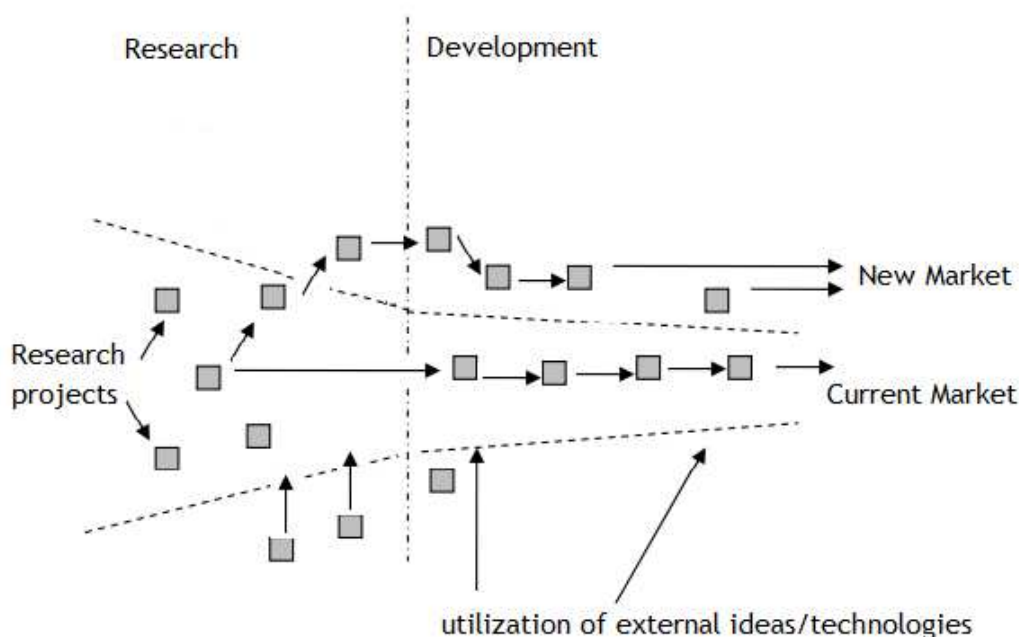 Research
Development
New Market
Research
projects
Current Market
utilization of external ideas/technologies